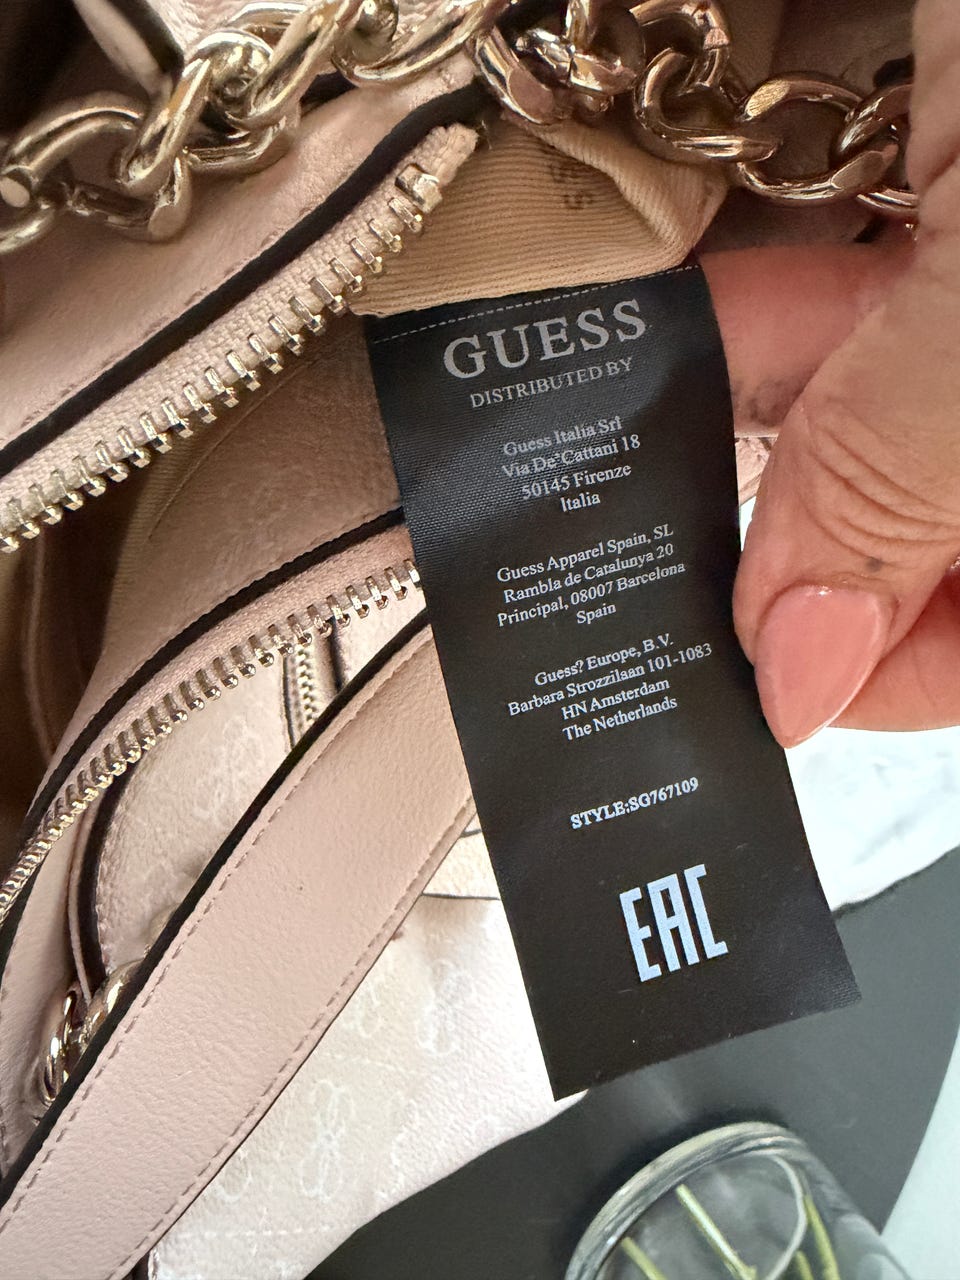 GUESS
DISTRIBUTED BY
Guess Italia Srl
Via De'Cattani 18
50145 Firenze
Italia
Guess Apparel Spain, SL
Rambla de Catalunya 20
Principal, 08007 Barcelona
Spain
Guess? Europe, B.V.
Barbara Strozzilaan 101-1083
HN Amsterdam
The Netherlands
STYLE:SG767109
EAC